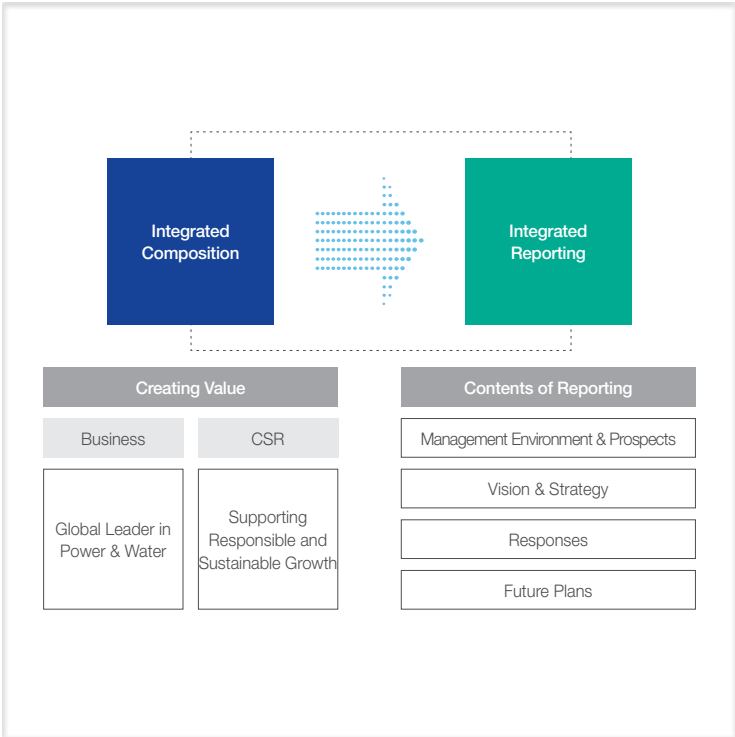 Integrated
Composition
Integrated
Reporting
Creating Value
Business
CSR
Global Leader in
Power & Water
Supporting
Responsible and
Sustainable Growth
Contents of Reporting
Management Environment & Prospects
Vision & Strategy
Responses
Future Plans